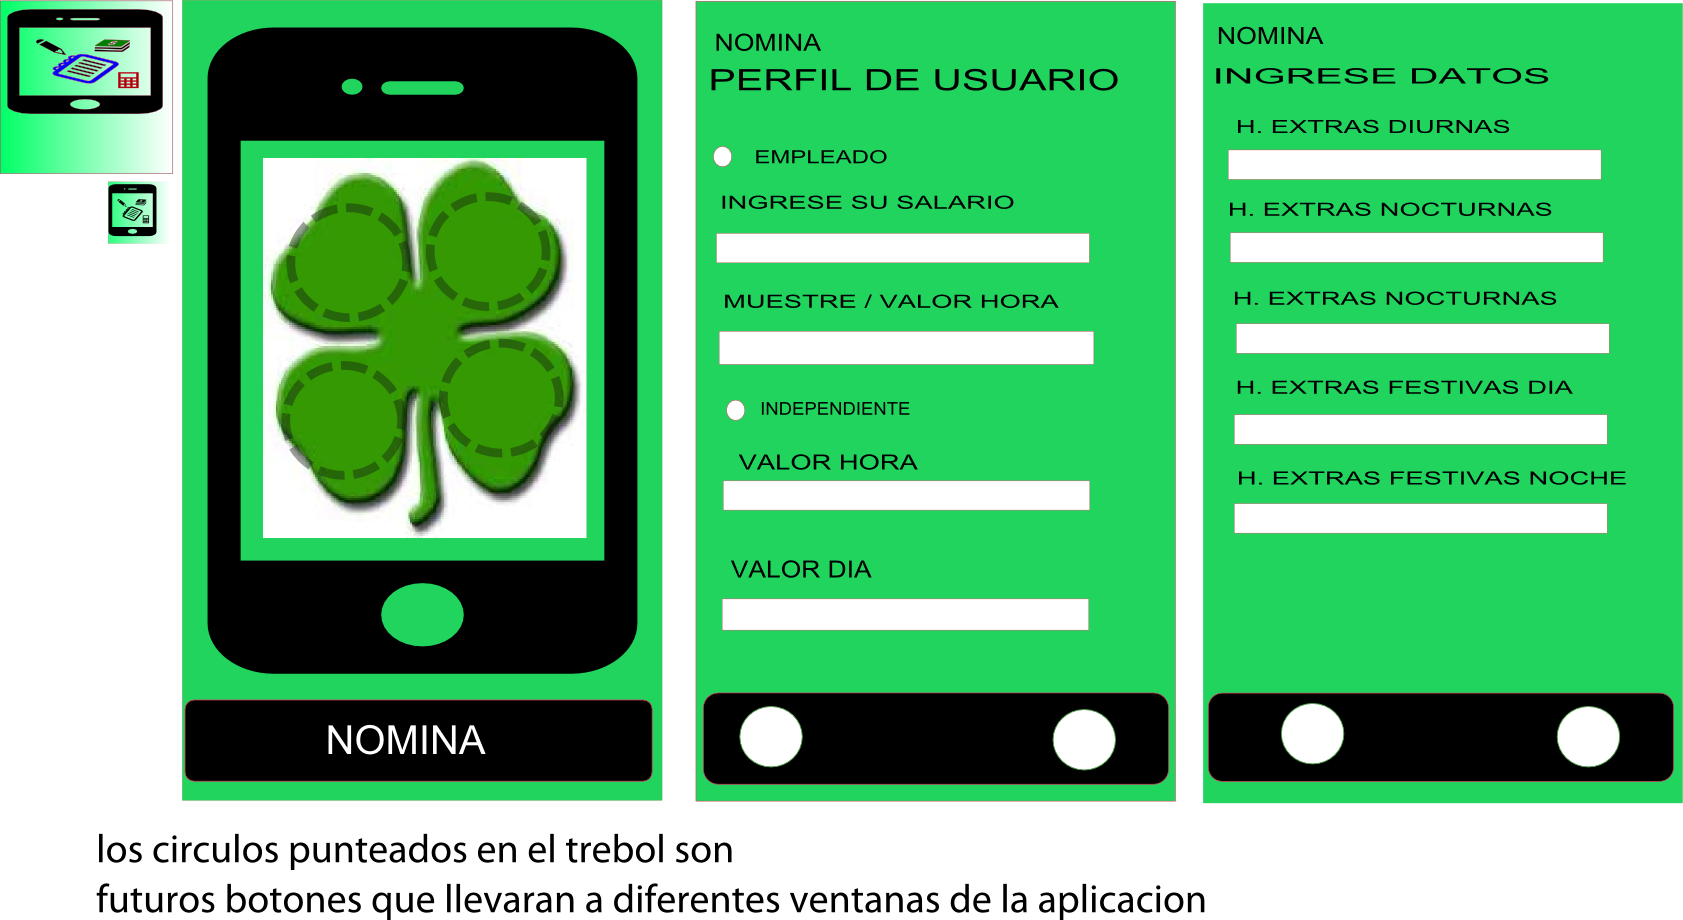 NOMINA
NOMINA
PERFIL DE USUARIO
EMPLEADO
INGRESE SU SALARIO
MUESTRE / VALOR HORA
INDEPENDIENTE
VALOR HORA
VALOR DIA
NOMINA
INGRESE DATOS
H. EXTRAS DIURNAS
H. EXTRAS NOCTURNAS
H. EXTRAS NOCTURNAS
H. EXTRAS FESTIVAS DIA
H. EXTRAS FESTIVAS NOCHE
los circulos punteados en el trebol son
futuros botones que llevaran a diferentes ventanas de la aplicacion